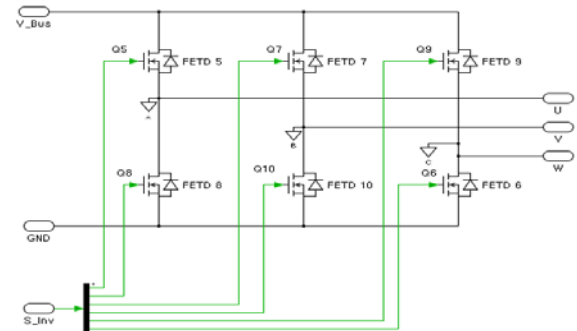 V_Bus
Q5
FETD 5
Q7
FETD 7
Q9
FETD 9
A
U
B
V
C
W
Q8
FETD 8
Q10
FETD 10
Q6
FETD 6
GND
S_Inv